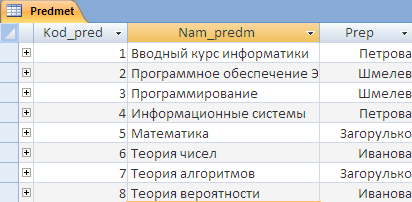 Predmet
Kod_pred Nam_predm Prep
1 Вводный курс информатики Петрова
2 Программное обеспечение Э Шмелев
3 Программирование Шмелев
4 Информационные системы Петрова
5 Математика Загорулько
6 Теория чисел Иванова
7 Теория алгоритмов Загорулько
8 Теория вероятности Иванова